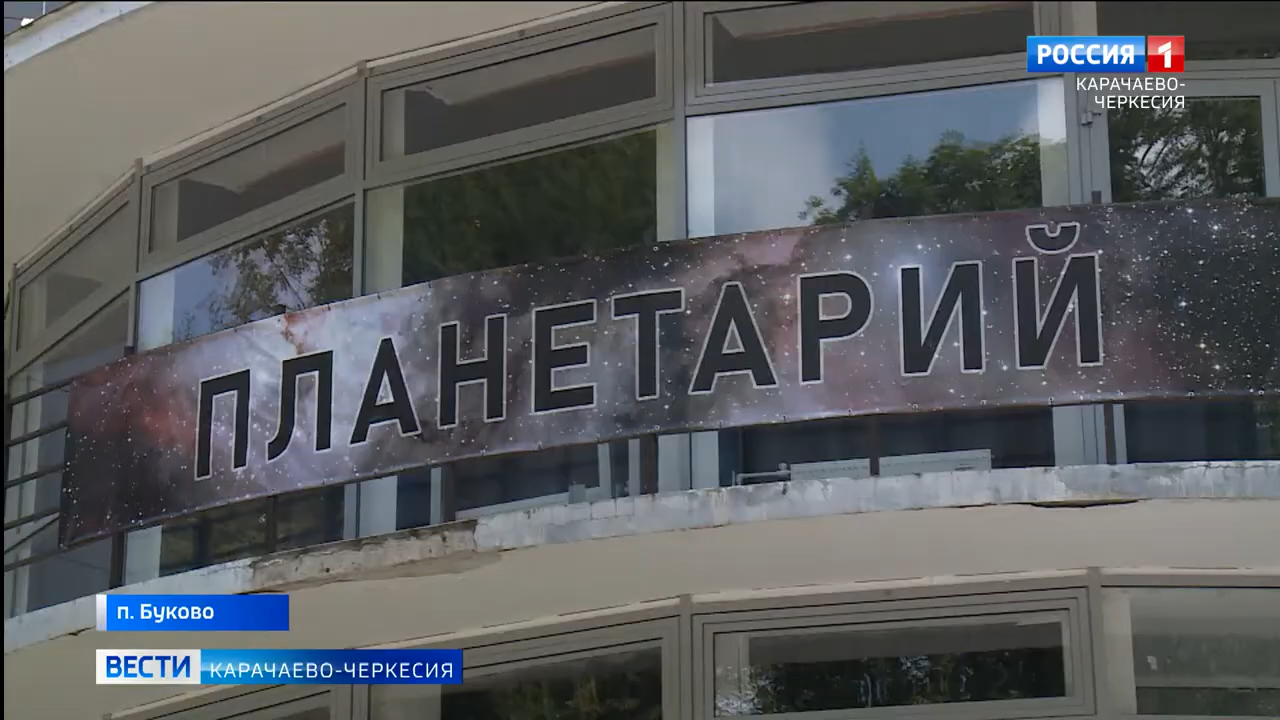 РОССИЯ 1
КАРАЧАЕВО-
ЧЕРКЕСИЯ
ПЛАНЕТАРИЙ
п. Буково
ВЕСТИ КАРАЧАЕВО-ЧЕРКЕСИЯ